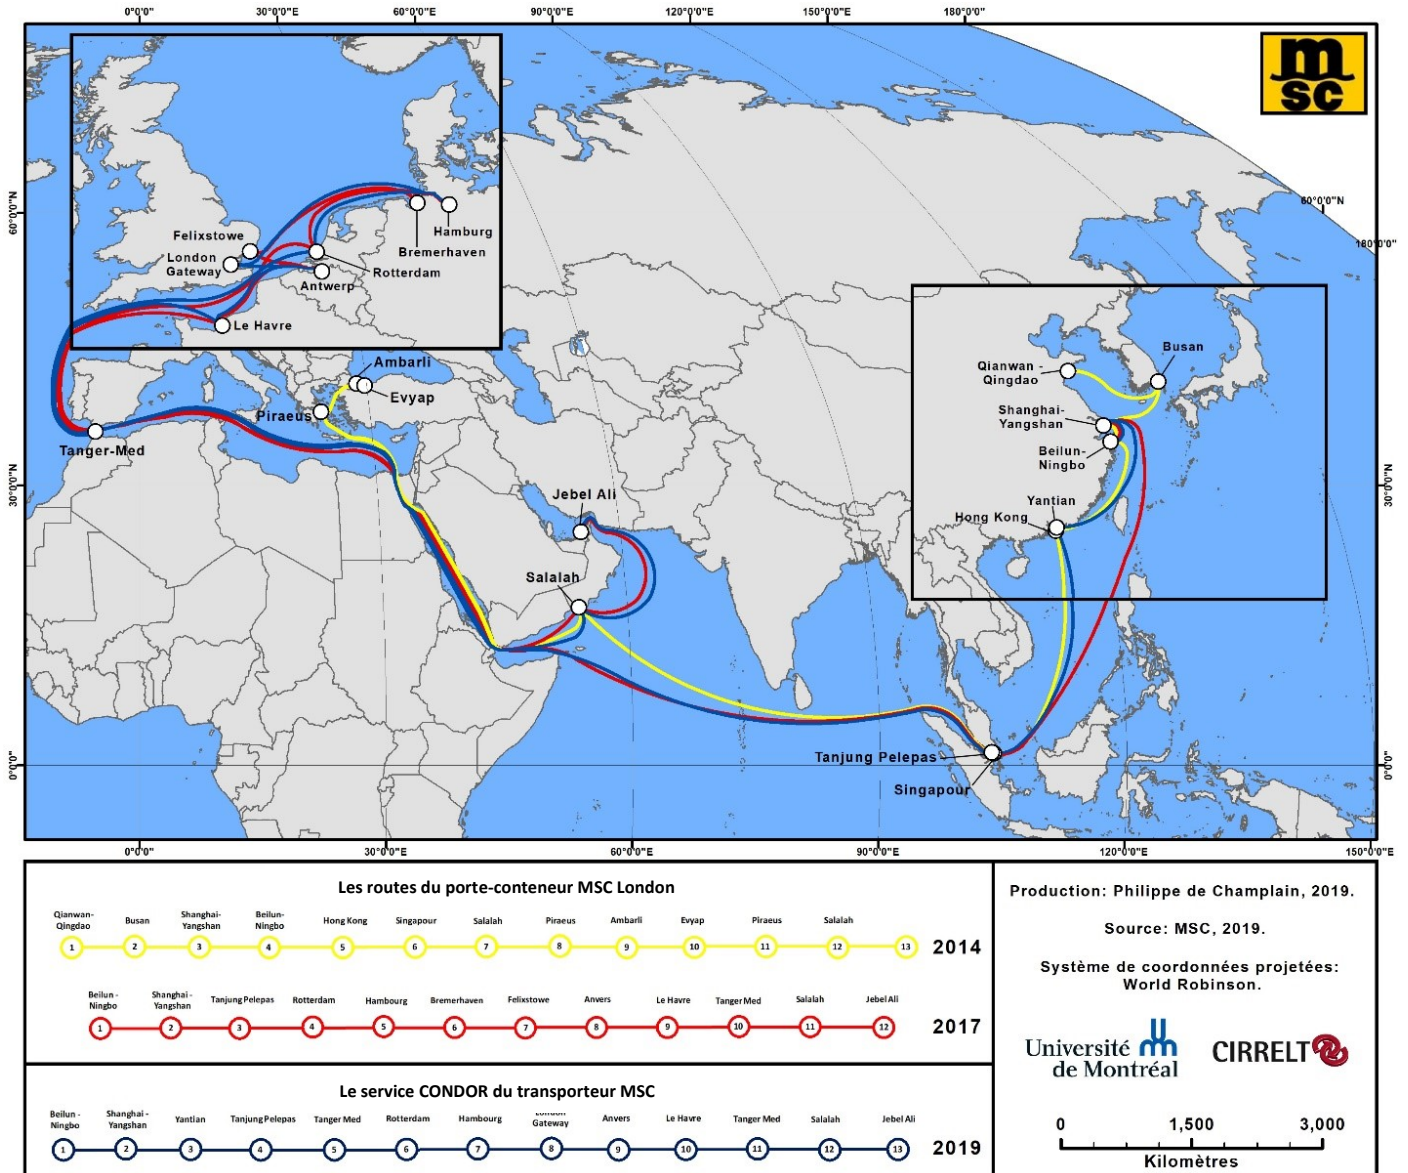 0°0'0"
30°0'0"E
60°0'0"E
90°0'0"E
120°0'0"E
150°0'0"E
180°0'0"
msc
60°0'0"N
60°0'0"N
180°0'0"
Felixstowe
London
Gateway
Hamburg
Bremerhaven
Rotterdam
Antwerp
Le Havre
Ambarli
Evyap
Piraeus
Tanger-Med
Qianwan
Qingdao
Busan
Shanghai-
Yangshan
Beilun-
Ningbo
Yantian
Hong Kong
30°0'0"N
30°0'0"N
Jebel Ali
Salalah
Tanjung Pelepas
Singapour
0°0'0"
0°0'0"
0°0'0"
30°0'0"E
60°0'0"E
90°0'0"E
120°0'0"E
150°0'0"E
Les routes du porte-conteneur MSC London
Qianwan-Qingdao Busan Shanghai-Yangshan Beilun-Ningbo Hong Kong Singapour Salalah Piraeus Ambarli Evyap Piraeus Salalah
1 2 3 4 5 6 7 8 9 10 11 12 13 2014
Beilun-Ningbo Shanghai-Yangshan Tanjung Pelepas Rotterdam Hambourg Bremerhaven Felixstowe Anvers Le Havre Tanger Med Salalah Jebel Ali
1 2 3 4 5 6 7 8 9 10 11 12 2017
Le service CONDOR du transporteur MSC
Beilun-Ningbo Shanghai-Yangshan Yantian Tanjung Pelepas Tanger Med Rotterdam Hambourg London Gateway Anvers Le Havre Tanger Med Salalah Jebel Ali
1 2 3 4 5 6 7 8 9 10 11 12 13 2019
Production: Philippe de Champlain, 2019.
Source: MSC, 2019.
Système de coordonnées projetées:
World Robinson.
Université
de Montréal
CIRRELT
0 1,500 3,000
Kilomètres